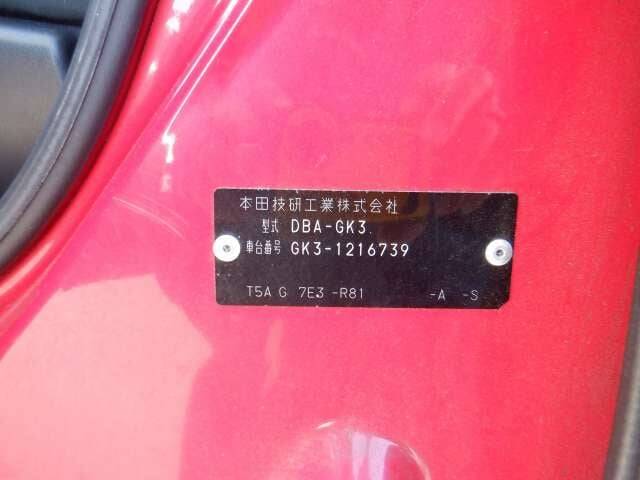 本田技研工業株式会社
型式 DBA-GK3
車台番号 GK3-1216739
T5A G 7E3 -R81 -A -S